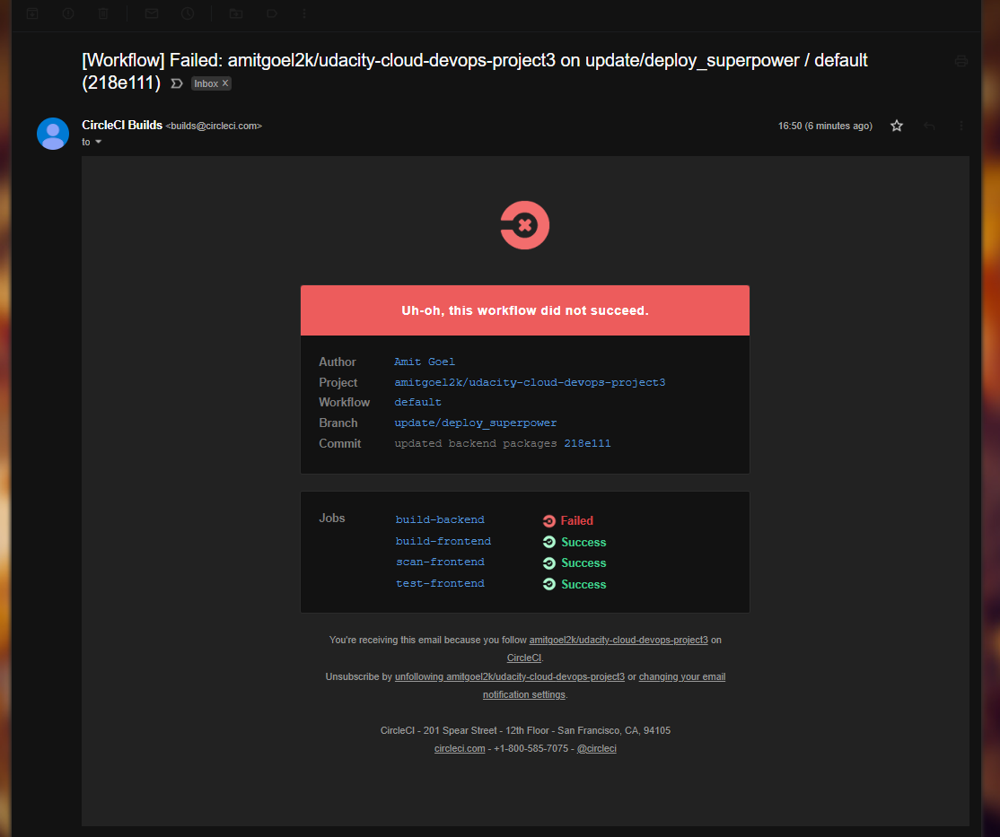 [Workflow] Failed: amitgoel2k/udacity-cloud-devops-project3 on update/deploy_superpower / default
(218e111) Inbox X
CircleCI Builds <builds@circleci.com> 16:50 (6 minutes ago)
to
Uh-oh, this workflow did not succeed.
Author Amit Goel
Project amitgoel2k/udacity-cloud-devops-project3
Workflow default
Branch update/deploy_superpower
Commit updated backend packages 218e111
Jobs build-backend Failed
build-frontend Success
scan-frontend Success
test-frontend Success
You're receiving this email because you follow amitgoel2k/udacity-cloud-devops-project3 on
CircleCI.
Unsubscribe by unfollowing amitgoel2k/udacity-cloud-devops-project3 or changing your email
notification settings.
CircleCI - 201 Spear Street - 12th Floor - San Francisco, CA, 94105
circleci.com - +1-800-585-7075 - @circleci